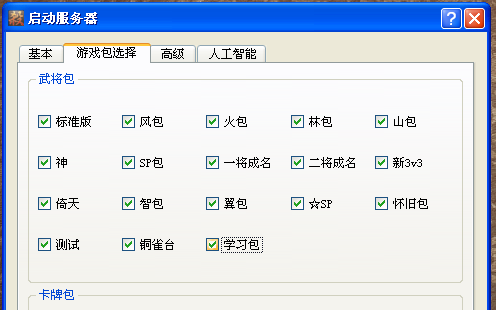 启动服务器
基本 游戏包选择 高级 人工智能
武将包
标准版 风包 火包 林包 山包
神 SP包 一将成名 二将成名 新3v3
倚天 智包 翼包 ☆SP 怀旧包
测试 铜雀台 学习包
卡牌包